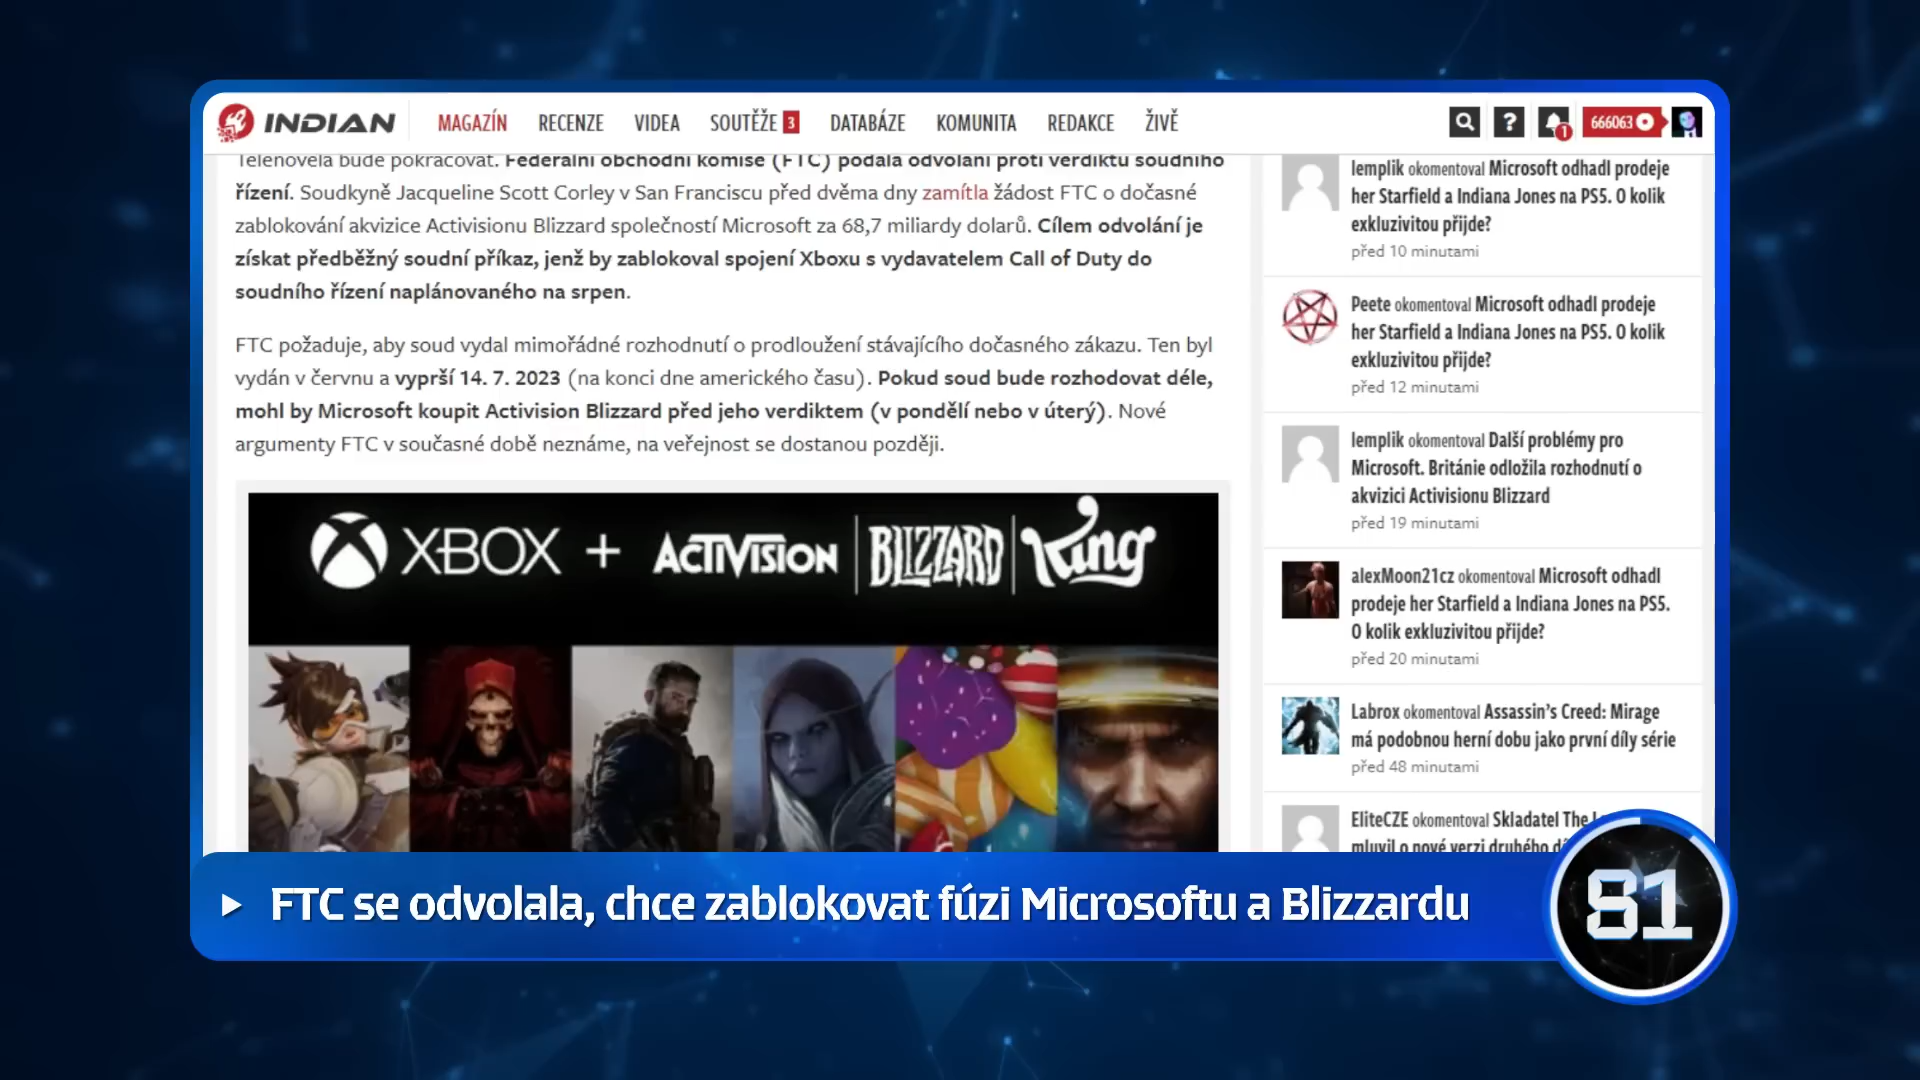 INDIAN
MAGAZÍN RECENZE VIDEA SOUTĚŽE 3 DATABÁZE KOMUNITA REDAKCE ŽIVĚ
? 1 666063
Telenovela bude pokračovat. Federální obchodní komise (FTC) podala odvolání proti verdiktu soudního
řízení. Soudkyně Jacqueline Scott Corley v San Franciscu před dvěma dny zamítla žádost FTC o dočasné
zablokování akvizice Activisionu Blizzard společností Microsoft za 68,7 miliardy dolarů. Cílem odvolání je
získat předběžný soudní příkaz, jenž by zablokoval spojení Xboxu s vydavatelem Call of Duty do
soudního řízení naplánovaného na srpen.
FTC požaduje, aby soud vydal mimořádné rozhodnutí o prodloužení stávajícího dočasného zákazu. Ten byl
vydán v červnu a vyprší 14. 7. 2023 (na konci dne amerického času). Pokud soud bude rozhodovat déle,
mohl by Microsoft koupit Activision Blizzard před jeho verdiktem (v pondělí nebo v úterý). Nové
argumenty FTC v současné době neznáme, na veřejnost se dostanou později.
XBOX + ACTIVISION BLIZZARD King
lemplik okomentoval Microsoft odhadl prodeje
her Starfield a Indiana Jones na PS5. O kolik
exkluzivitou přijde?
před 10 minutami
Peete okomentoval Microsoft odhadl prodeje
her Starfield a Indiana Jones na PS5. O kolik
exkluzivitou přijde?
před 12 minutami
lemplik okomentoval Další problémy pro
Microsoft. Británie odložila rozhodnutí o
akvizici Activisionu Blizzard
před 19 minutami
alexMoon21cz okomentoval Microsoft odhadl
prodeje her Starfield a Indiana Jones na PS5.
O kolik exkluzivitou přijde?
před 20 minutami
Labrox okomentoval Assassin's Creed: Mirage
má podobnou herní dobu jako první díly série
před 48 minutami
EliteCZE okomentoval Skladatel The
mluvil o nové verzi druhého
FTC se odvolala, chce zablokovat fúzi Microsoftu a Blizzardu
81